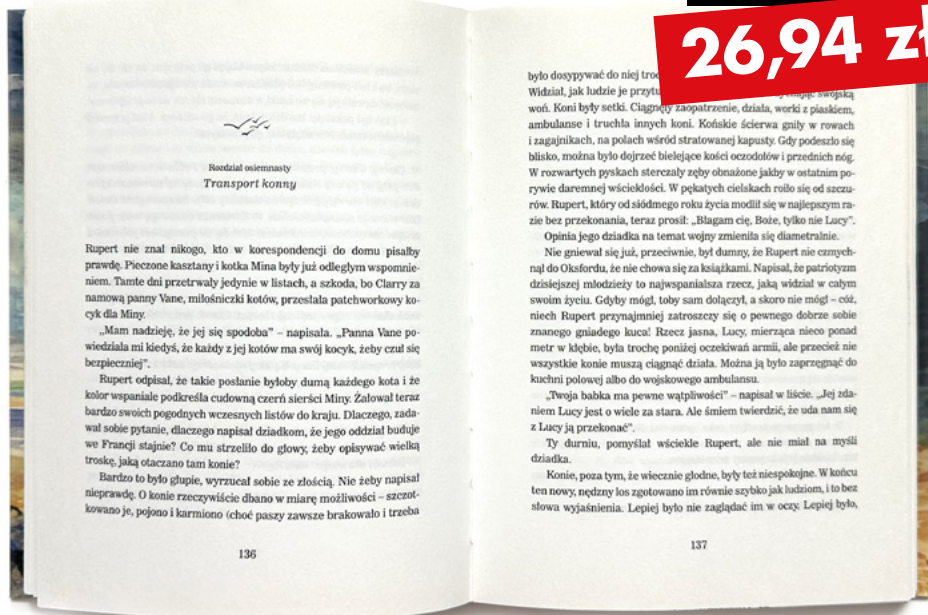 Rozdział osiemnasty
Transport konny
Rupert nie znał nikogo, kto w korespondencji do domu pisałby
prawdę. Pieczone kasztany i kotka Mina były już odległym wspomnie-
niem. Tamte dni przetrwały jedynie w listach, a szkoda, bo Clarry za
namową panny Vane, miłośniczki kotów, przesłała patchworkowy ko-
cyk dla Miny.
„Mam nadzieję, że jej się spodoba” – napisała. „Panna Vane po-
wiedziała mi kiedyś, że każdy z jej kotów ma swój kocyk, żeby czuł się
bezpieczniej”.
Rupert odpisał, że takie posłanie byłoby dumą każdego kota i że
kolor wspaniale podkreśla cudowną czerń sierści Miny. Żałował teraz
bardzo swoich pogodnych wczesnych listów do kraju. Dlaczego, zada-
wał sobie pytanie, dlaczego napisał dziadkom, że jego oddział buduje
we Francji stajnie? Co mu strzeliło do głowy, żeby opisywać wielką
troskę, jaką otaczano tam konie?
Bardzo to było głupie, wyrzucał sobie ze złością. Nie żeby napisał
nieprawdę. O konie rzeczywiście dbano w miarę możliwości – szczot-
kowano je, pojono i karmiono (choć paszy zawsze brakowało i trzeba
136
było dosypywać do niej
Widział, jak ludzie je swojską
woń. Koni były setki. Ciągnęły zaopatrzenie, działa, worki z piaskiem,
ambulanse i truchła innych koni. Końskie ścierwa gniły w rowach
i zagajnikach, na polach wśród stratowanej kapusty. Gdy podeszło się
blisko, można było dojrzeć bielejące kości oczodołów i przednich nóg.
W rozwartych pyskach sterczały zęby obnażone jakby w ostatnim po-
rywie daremnej wściekłości. W pękatych cielskach roiło się od szczu-
rów. Rupert, który od siódmego roku życia modlił się w najlepszym ra-
zie bez przekonania, teraz prosił: „Błagam cię, Boże, tylko nie Lucy”.
Opinia jego dziadka na temat wojny zmieniła się diametralnie.
Nie gniewał się już, przeciwnie, był dumny, że Rupert nie czmych-
nął do Oksfordu, że nie chowa się za książkami. Napisał, że patriotyzm
dzisiejszej młodzieży to najwspanialsza rzecz, jaką widział w całym
swoim życiu. Gdyby mógł, toby sam dołączył, a skoro nie mógł – cóż,
niech Rupert przynajmniej zatroszczy się o pewnego dobrze sobie
znanego gniadego kuca! Rzecz jasna, Lucy, mierząca nieco ponad
metr w kłębie, była trochę poniżej oczekiwań armii, ale przecież nie
wszystkie konie muszą ciągnąć działa. Można ją było zaprzęgnąć do
kuchni polowej albo do wojskowego ambulansu.
„Twoja babka ma pewne wątpliwości” – napisał w liście. „Jej zda-
niem Lucy jest o wiele za stara. Ale śmiem twierdzić, że uda nam się
z Lucy ją przekonać”.
Ty durniu, pomyślał wściekle Rupert, ale nie miał na myśli
dziadka.
Konie, poza tym, że wiecznie głodne, były też niespokojne. W końcu
ten nowy, nędzny los zgotowano im równie szybko jak ludziom, i to bez
słowa wyjaśnienia. Lepiej było nie zaglądać im w oczy. Lepiej było,
137
26,94 zł